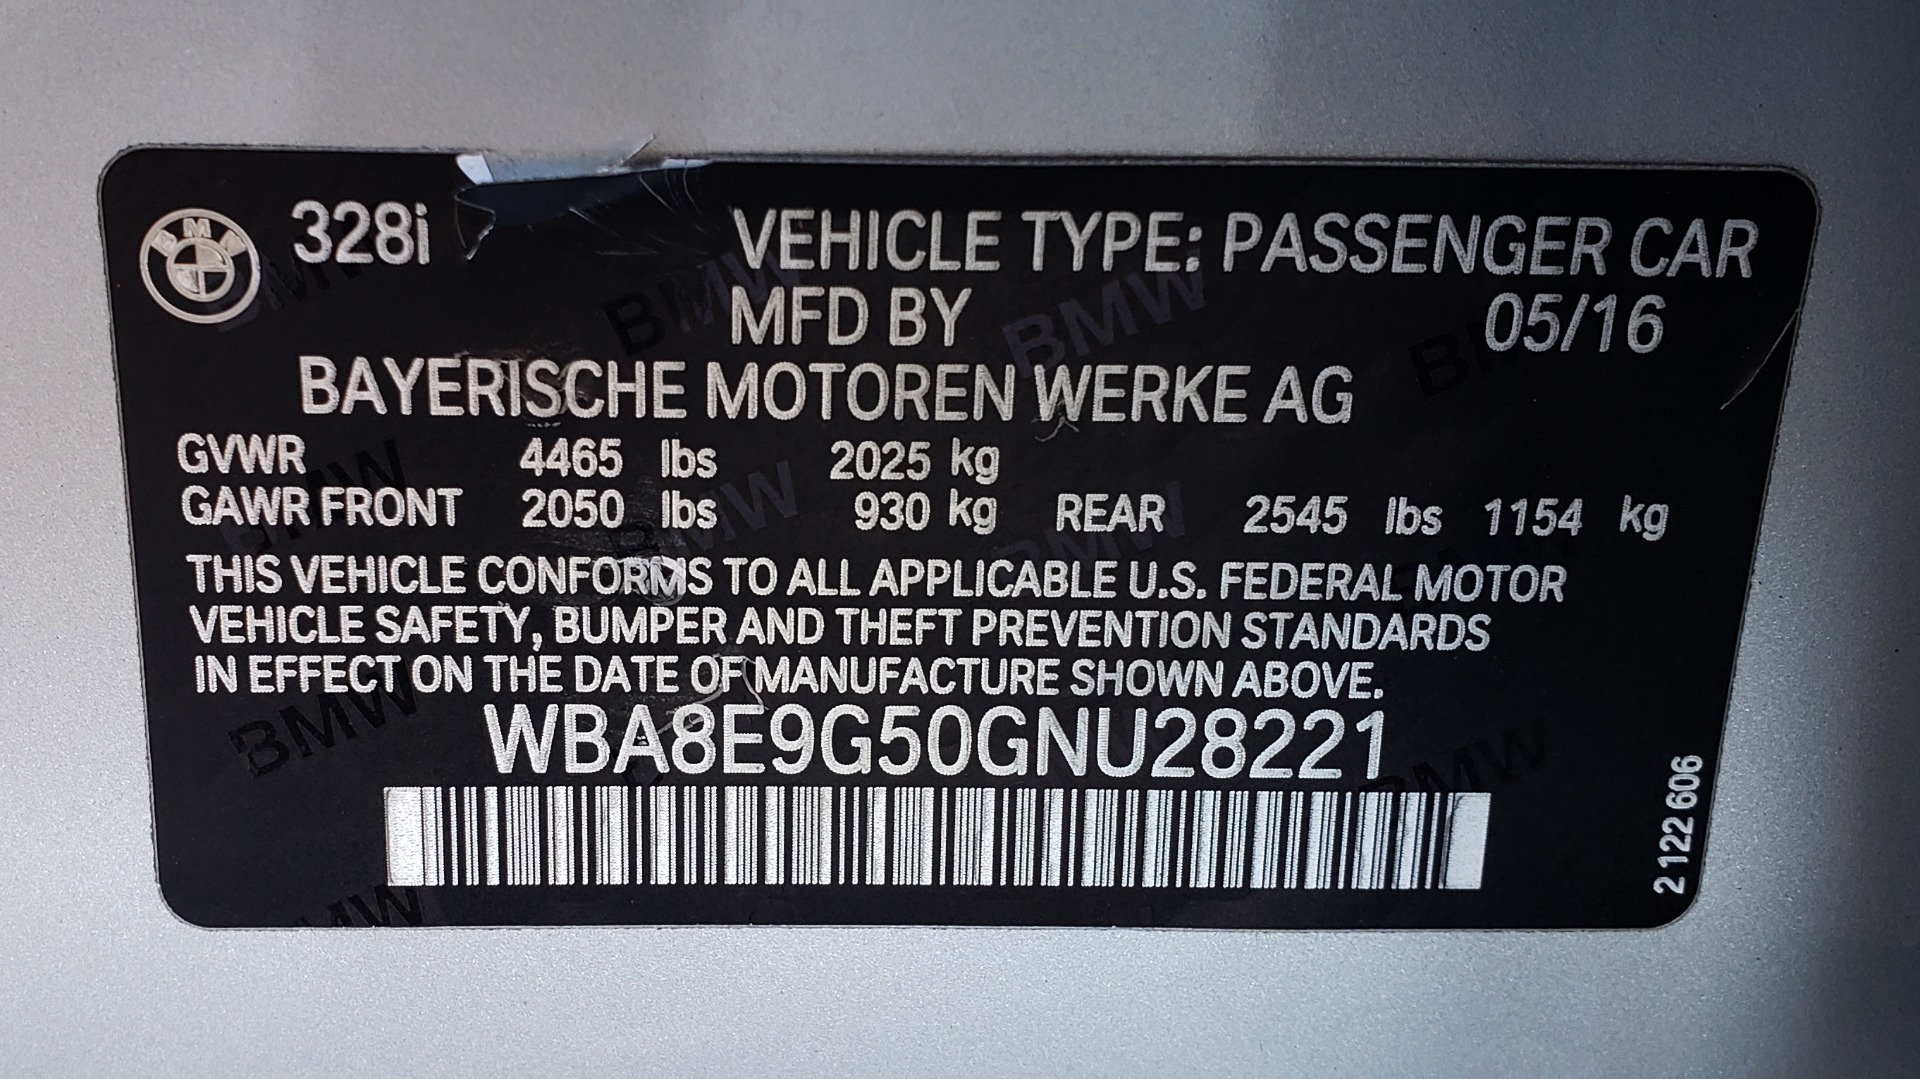 BMW 328i VEHICLE TYPE: PASSENGER CAR
MFD BY 05/16
BAYERISCHE MOTOREN WERKE AG
GVWR 4465 lbs 2025 kg
GAWR FRONT 2050 lbs 930 kg REAR 2545 lbs 1154 kg
THIS VEHICLE CONFORMS TO ALL APPLICABLE U.S. FEDERAL MOTOR
VEHICLE SAFETY, BUMPER AND THEFT PREVENTION STANDARDS
IN EFFECT ON THE DATE OF MANUFACTURE SHOWN ABOVE.
WBA8E9G50GNU28221
2 122 606